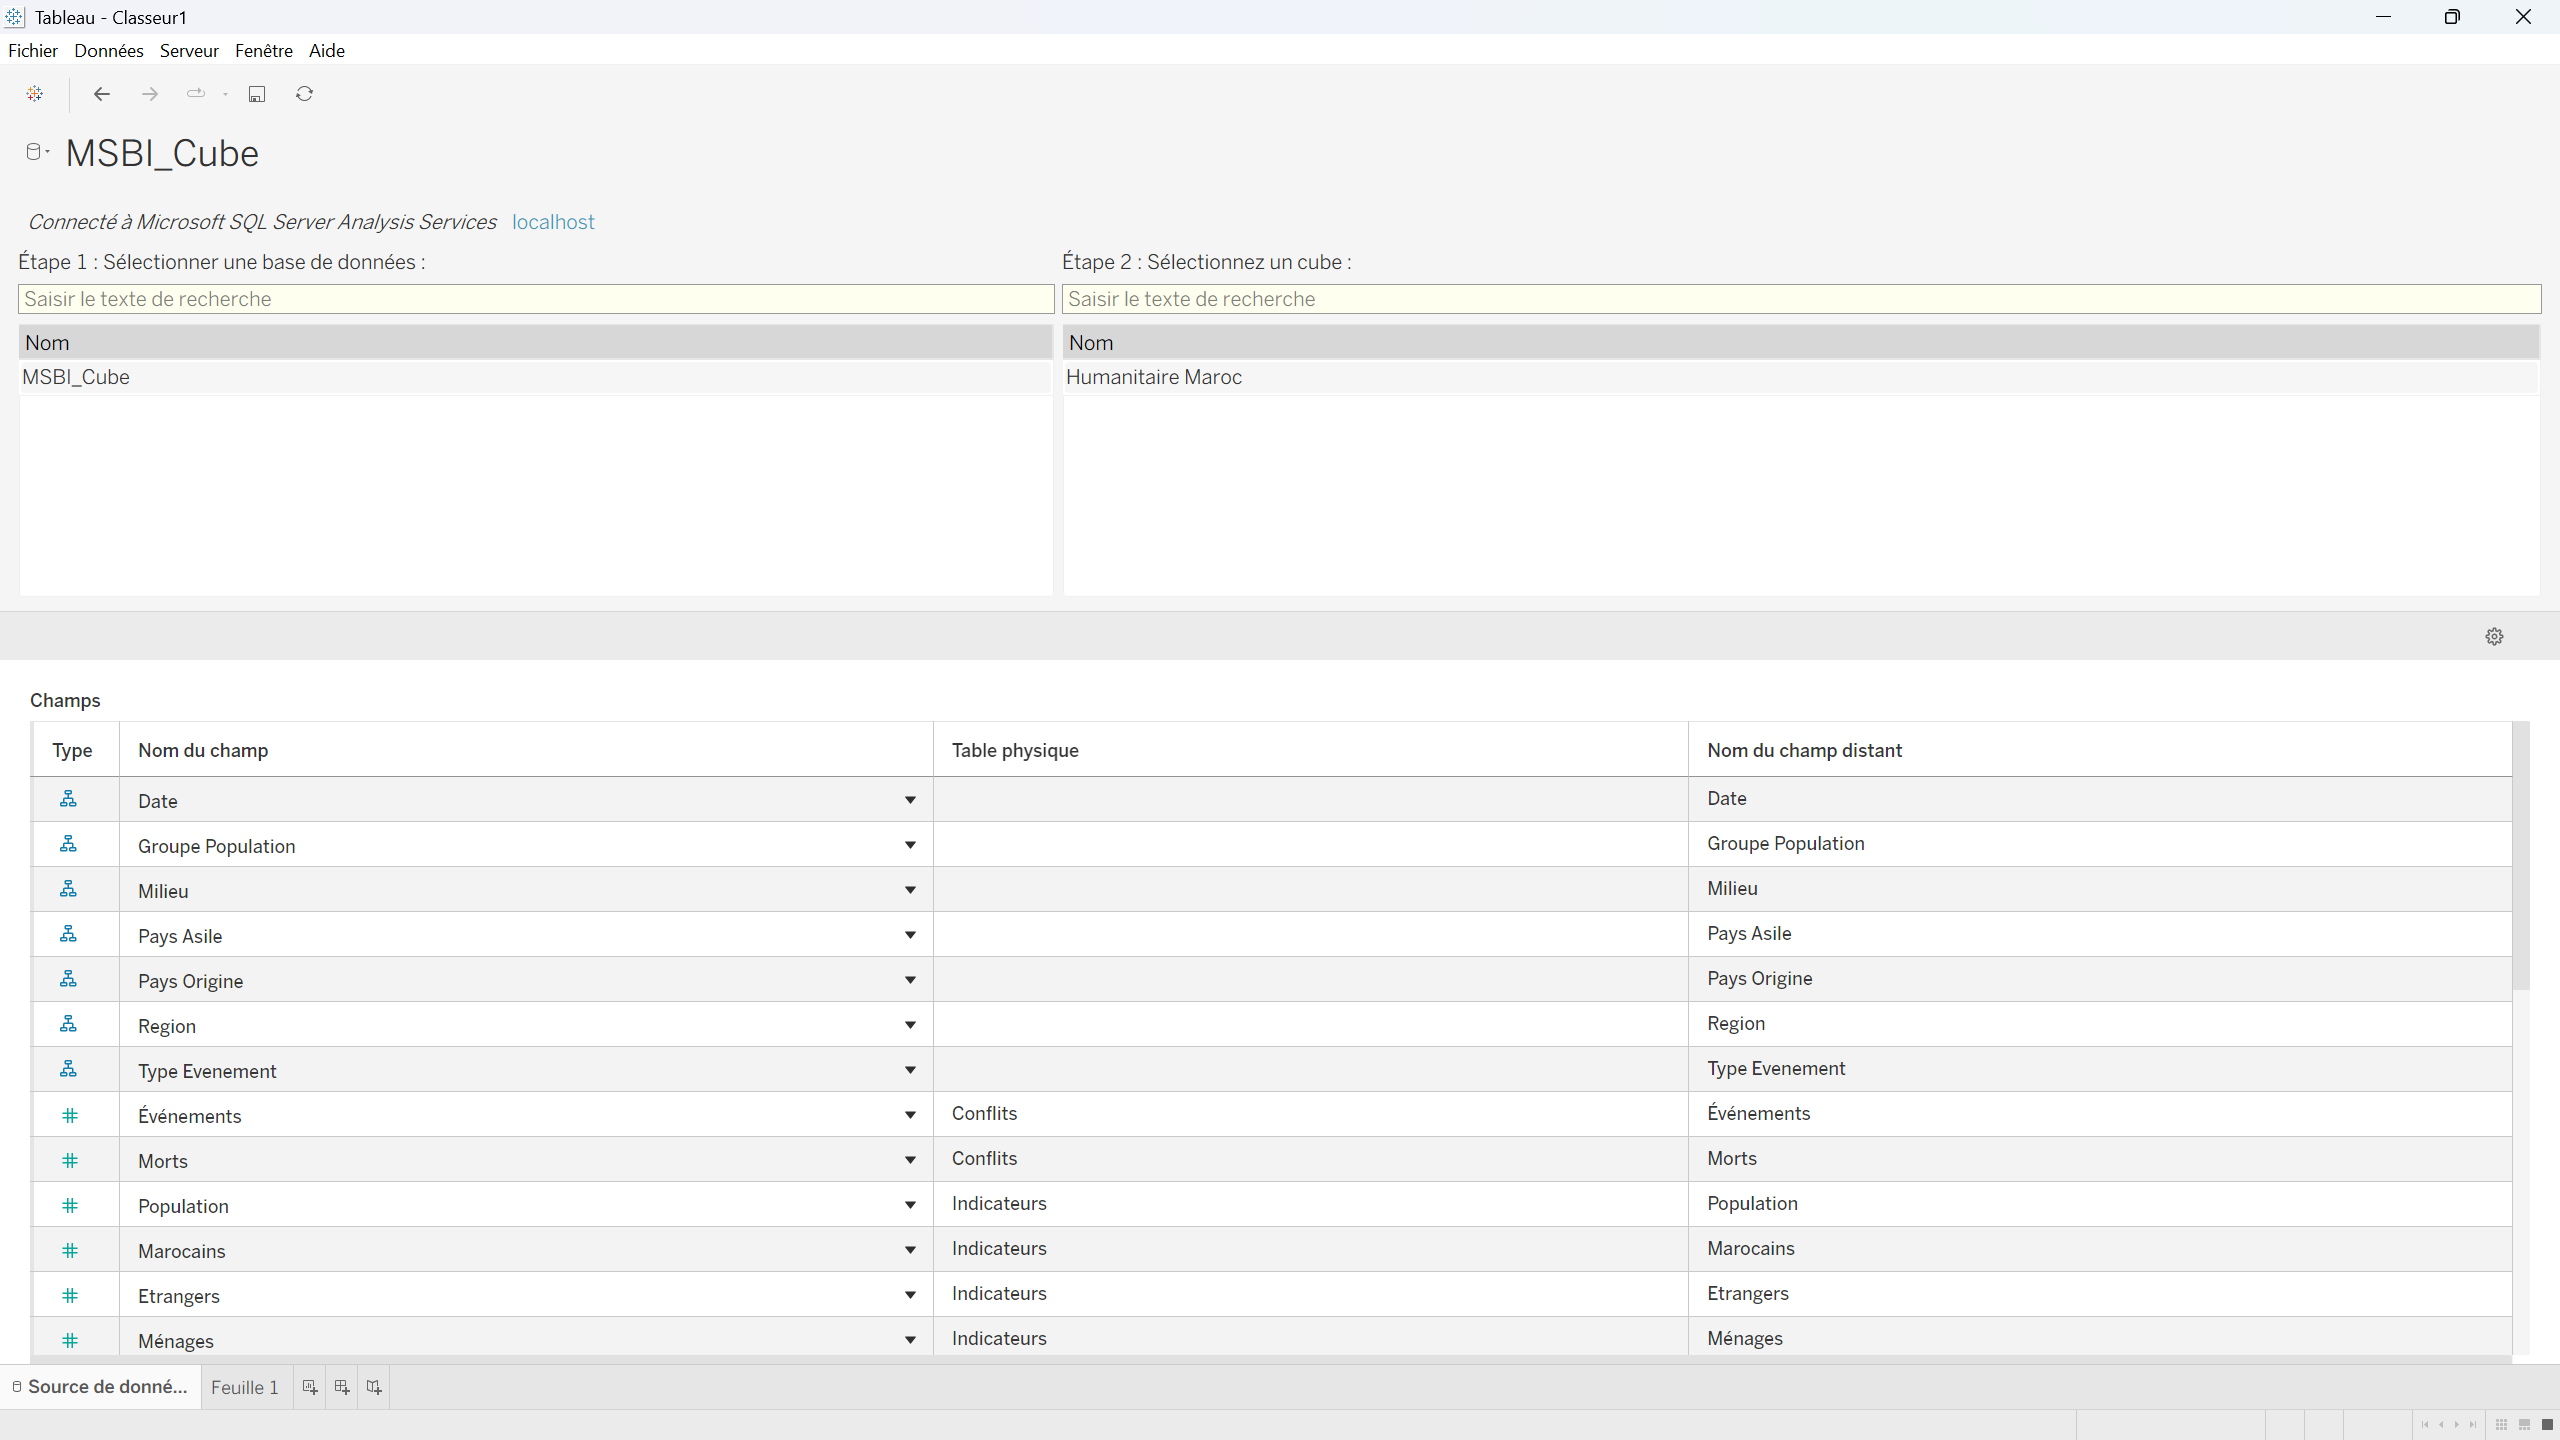 Tableau - Classeur1
Fichier Données Serveur Fenêtre Aide
MSBI_Cube
Connecté à Microsoft SQL Server Analysis Services localhost
Étape 1 : Sélectionner une base de données :
Étape 2 : Sélectionnez un cube :
Saisir le texte de recherche
Saisir le texte de recherche
Nom
Nom
MSBI_Cube
Humanitaire Maroc
Champs
Type Nom du champ Table physique Nom du champ distant
Date Date
Groupe Population Groupe Population
Milieu Milieu
Pays Asile Pays Asile
Pays Origine Pays Origine
Region Region
Type Evenement Type Evenement
Événements Conflits Événements
Morts Conflits Morts
Population Indicateurs Population
Marocains Indicateurs Marocains
Etrangers Indicateurs Etrangers
Ménages Indicateurs Ménages
Source de donné... Feuille 1